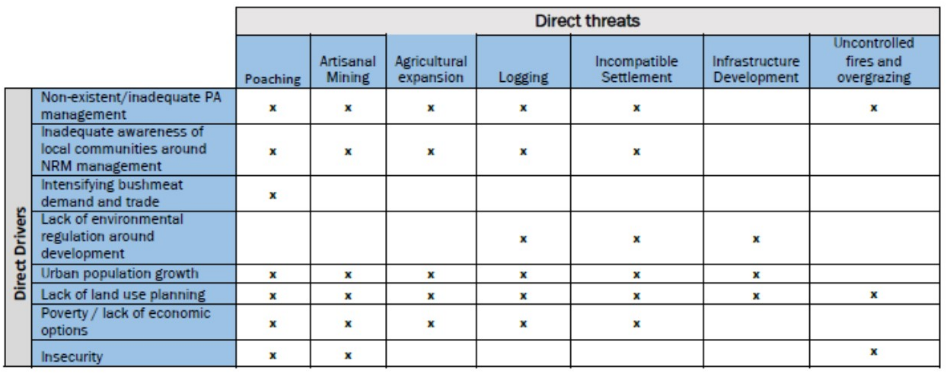 Direct threats
Poaching
Artisanal
Mining
Agricultural
expansion
Logging
Incompatible
Settlement
Infrastructure
Development
Uncontrolled
fires and
overgrazing
Direct Drivers
Non-existent/inadequate PA
management
x x x x x x
Inadequate awareness of
local communities around
NRM management
x x x x x
Intensifying bushmeat
demand and trade
x
Lack of environmental
regulation around
development
x x x
Urban population growth x x x x x x
Lack of land use planning x x x x x x x
Poverty / lack of economic
options
x x x x x
Insecurity x x x